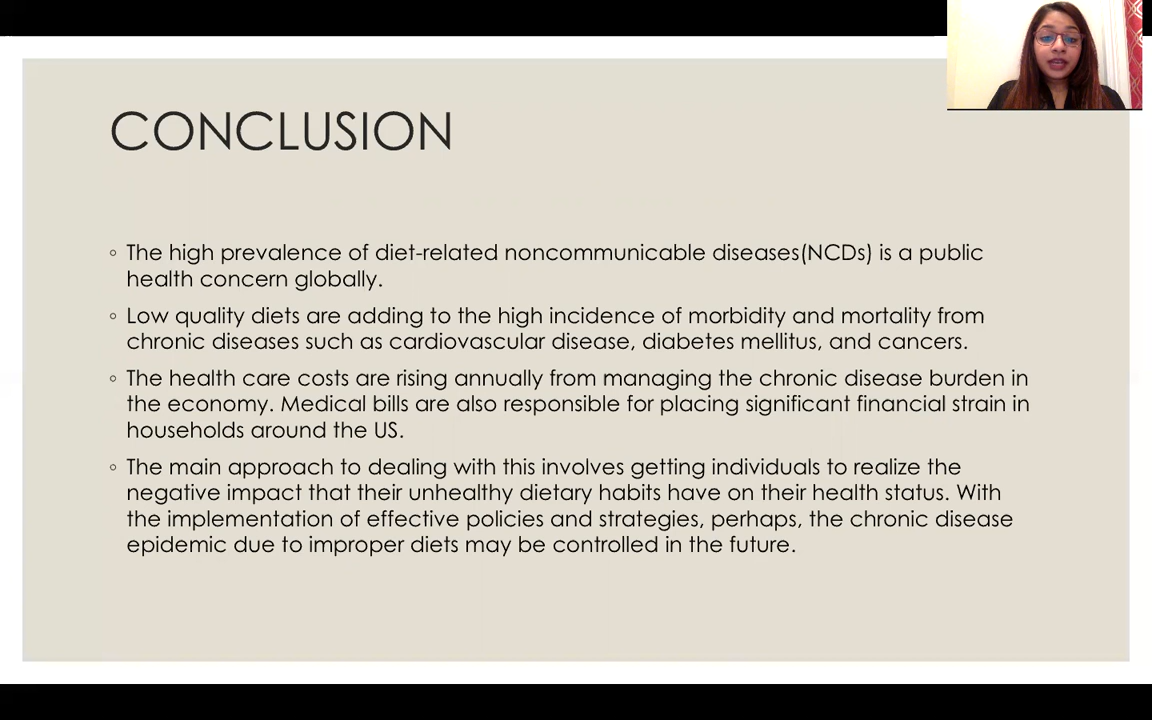 CONCLUSION
◦ The high prevalence of diet-related noncommunicable diseases(NCDs) is a public
health concern globally.
◦ Low quality diets are adding to the high incidence of morbidity and mortality from
chronic diseases such as cardiovascular disease, diabetes mellitus, and cancers.
◦ The health care costs are rising annually from managing the chronic disease burden in
the economy. Medical bills are also responsible for placing significant financial strain in
households around the US.
◦ The main approach to dealing with this involves getting individuals to realize the
negative impact that their unhealthy dietary habits have on their health status. With
the implementation of effective policies and strategies, perhaps, the chronic disease
epidemic due to improper diets may be controlled in the future.